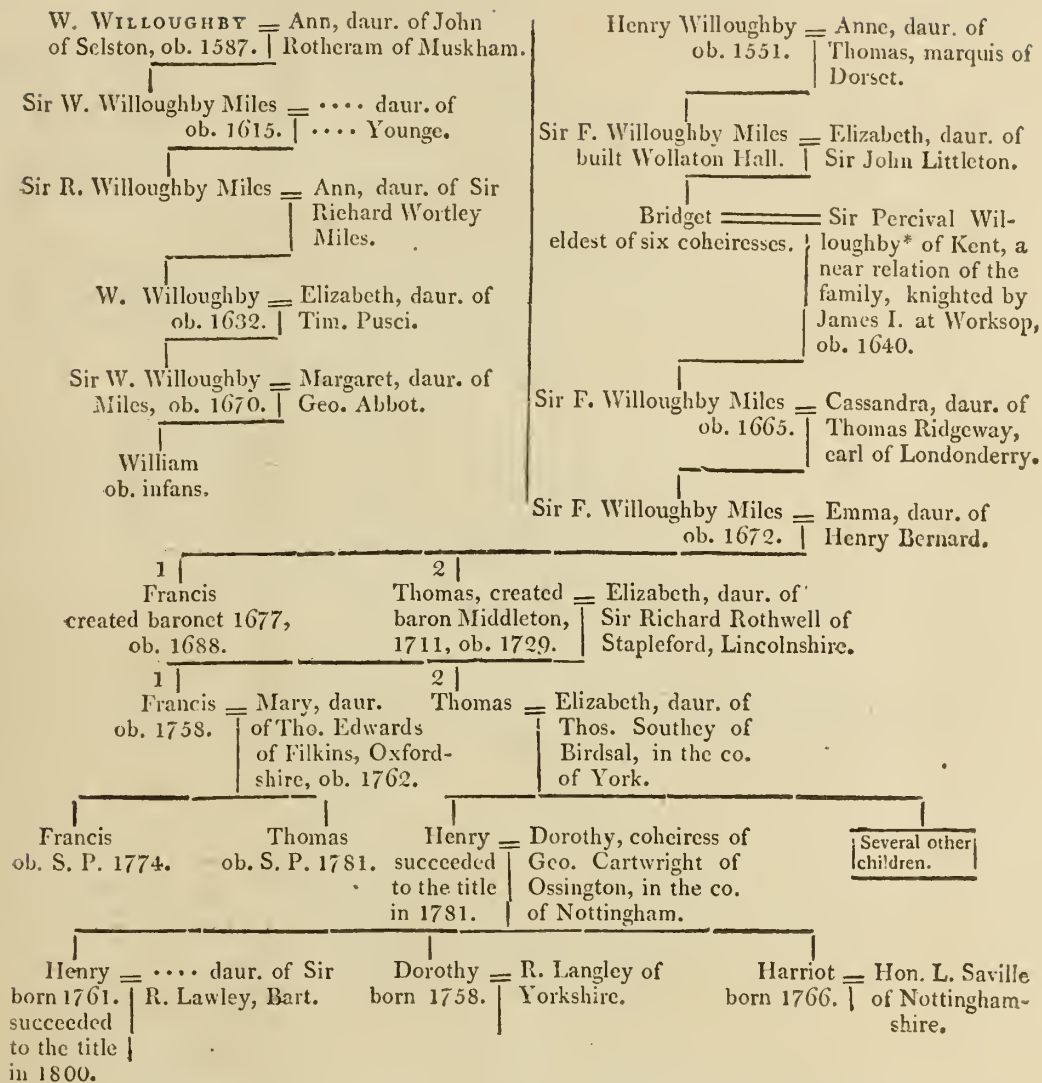 W. WILLOUGHBY = Ann, daur. of John
of Selston, ob. 1587. Rotheram of Muskham.
Sir W. Willoughby Miles = ···· daur. of
ob. 1615. ···· Younge.
Sir R. Willoughby Miles = Ann, daur. of Sir
Richard Wortley
Miles.
W. Willoughby = Elizabeth, daur. of
ob. 1632. Tim. Pusci.
Sir W. Willoughby = Margaret, daur. of
Miles, ob. 1670. Geo. Abbot.
William
ob. infans.
Henry Willoughby = Anne, daur. of
ob. 1551. Thomas, marquis of
Dorset.
Sir F. Willoughby Miles = Elizabeth, daur. of
built Wollaton Hall. Sir John Littleton.
Bridget = Sir Percival Wil-
eldest of six coheiresses. loughby* of Kent, a
near relation of the
family, knighted by
James I. at Worksop,
ob. 1640.
Sir F. Willoughby Miles = Cassandra, daur. of
ob. 1665. Thomas Ridgeway,
earl of Londonderry.
Sir F. Willoughby Miles = Emma, daur. of
ob. 1672. Henry Bernard.
1 2
Francis Thomas, created = Elizabeth, daur. of
created baronet 1677, baron Middleton, Sir Richard Rothwell of
ob. 1688. 1711, ob. 1729. Stapleford, Lincolnshire.
1 2
Francis = Mary, daur. Thomas = Elizabeth, daur. of
ob. 1758. of Tho. Edwards Thos. Southey of
of Filkins, Oxford- Birdsal, in the co.
shire, ob. 1762. of York.
Francis Thomas Henry = Dorothy, coheiress of Several other
ob. S. P. 1774. ob. S. P. 1781. succeeded Geo. Cartwright of children.
to the title Ossington, in the co.
in 1781. of Nottingham.
Henry = ···· daur. of Sir Dorothy = R. Langley of Harriot = Hon. L. Saville
born 1761. R. Lawley, Bart. born 1758. Yorkshire. born 1766. of Nottingham-
succeeded shire.
to the title
in 1800.